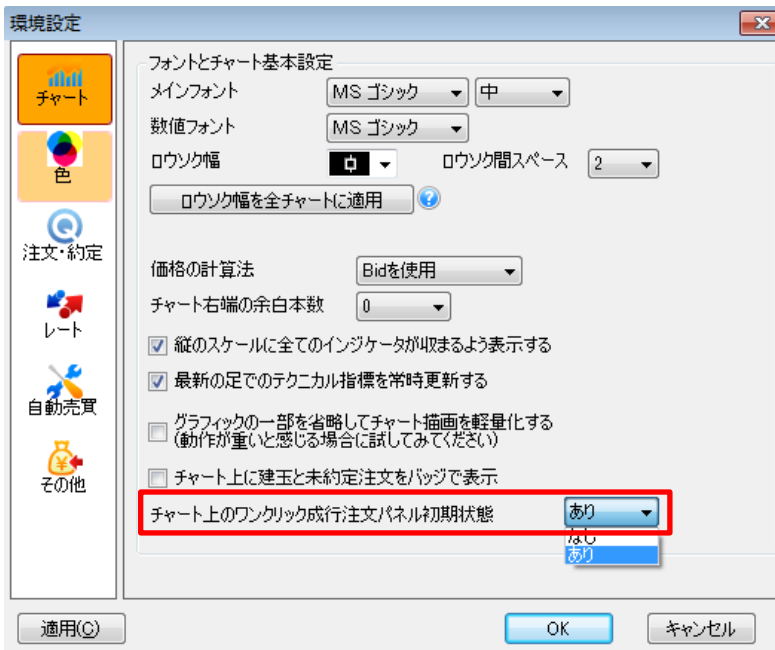 環境設定
チャート
色
注文・約定
レート
自動売買
その他
フォントとチャート基本設定
メインフォント MS ゴシック 中
数値フォント MS ゴシック
ロウソク幅 ロウソク間スペース 2
ロウソク幅を全チャートに適用 ?
価格の計算法 Bidを使用
チャート右端の余白本数 0
縦のスケールに全てのインジケータが収まるよう表示する
最新の足でのテクニカル指標を常時更新する
グラフィックの一部を省略してチャート描画を軽量化する
(動作が重いと感じる場合に試してみてください)
チャート上に建玉と未約定注文をバッジで表示
チャート上のワンクリック成行注文パネル初期状態 あり
なし
あり
適用(C) OK キャンセル